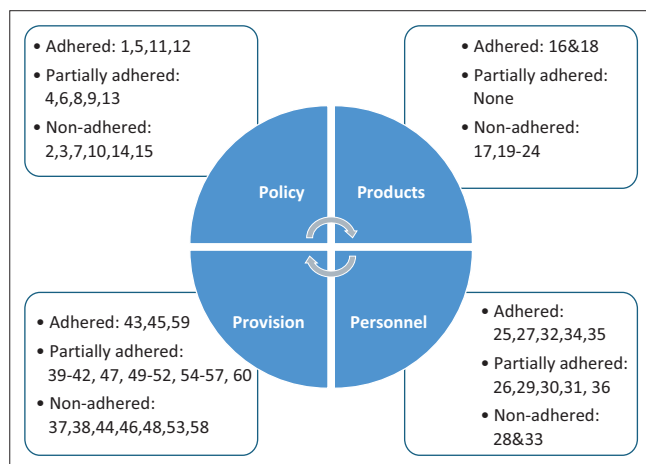 • Adhered: 1,5,11,12
• Partially adhered:
4,6,8,9,13
• Non-adhered:
2,3,7,10,14,15
• Adhered: 16&18
• Partially adhered:
None
• Non-adhered:
17,19-24
Policy
Products
Provision
Personnel
• Adhered: 43,45,59
• Partially adhered:
39-42, 47, 49-52, 54-57, 60
• Non-adhered:
37,38,44,46,48,53,58
• Adhered:
25,27,32,34,35
• Partially adhered:
26,29,30,31, 36
• Non-adhered:
28&33